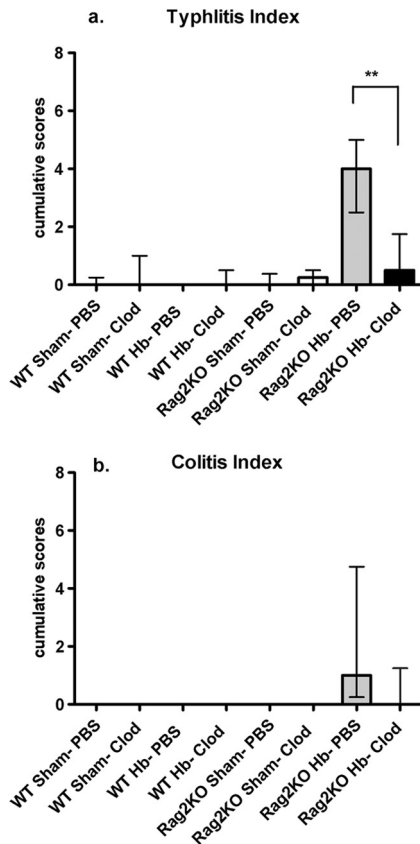 a. Typhlitis Index
cumulative scores
8
6
4
2
0
**
WT Sham- PBS
WT Sham- Clod
WT Hb- PBS
WT Hb- Clod
Rag2KO Sham- PBS
Rag2KO Sham- Clod
Rag2KO Hb- PBS
Rag2KO Hb- Clod
b. Colitis Index
cumulative scores
8
6
4
2
0
WT Sham- PBS
WT Sham- Clod
WT Hb- PBS
WT Hb- Clod
Rag2KO Sham- PBS
Rag2KO Sham- Clod
Rag2KO Hb- PBS
Rag2KO Hb- Clod